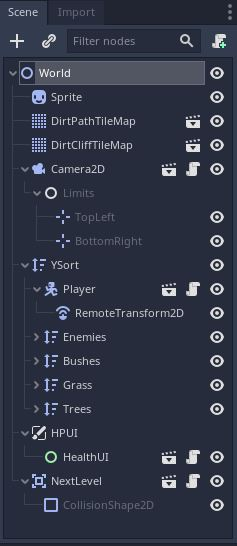 Scene Import
Filter nodes
World
Sprite
DirtPathTileMap
DirtCliffTileMap
Camera2D
Limits
TopLeft
BottomRight
YSort
Player
RemoteTransform2D
Enemies
Bushes
Grass
Trees
HPUI
HealthUI
NextLevel
CollisionShape2D